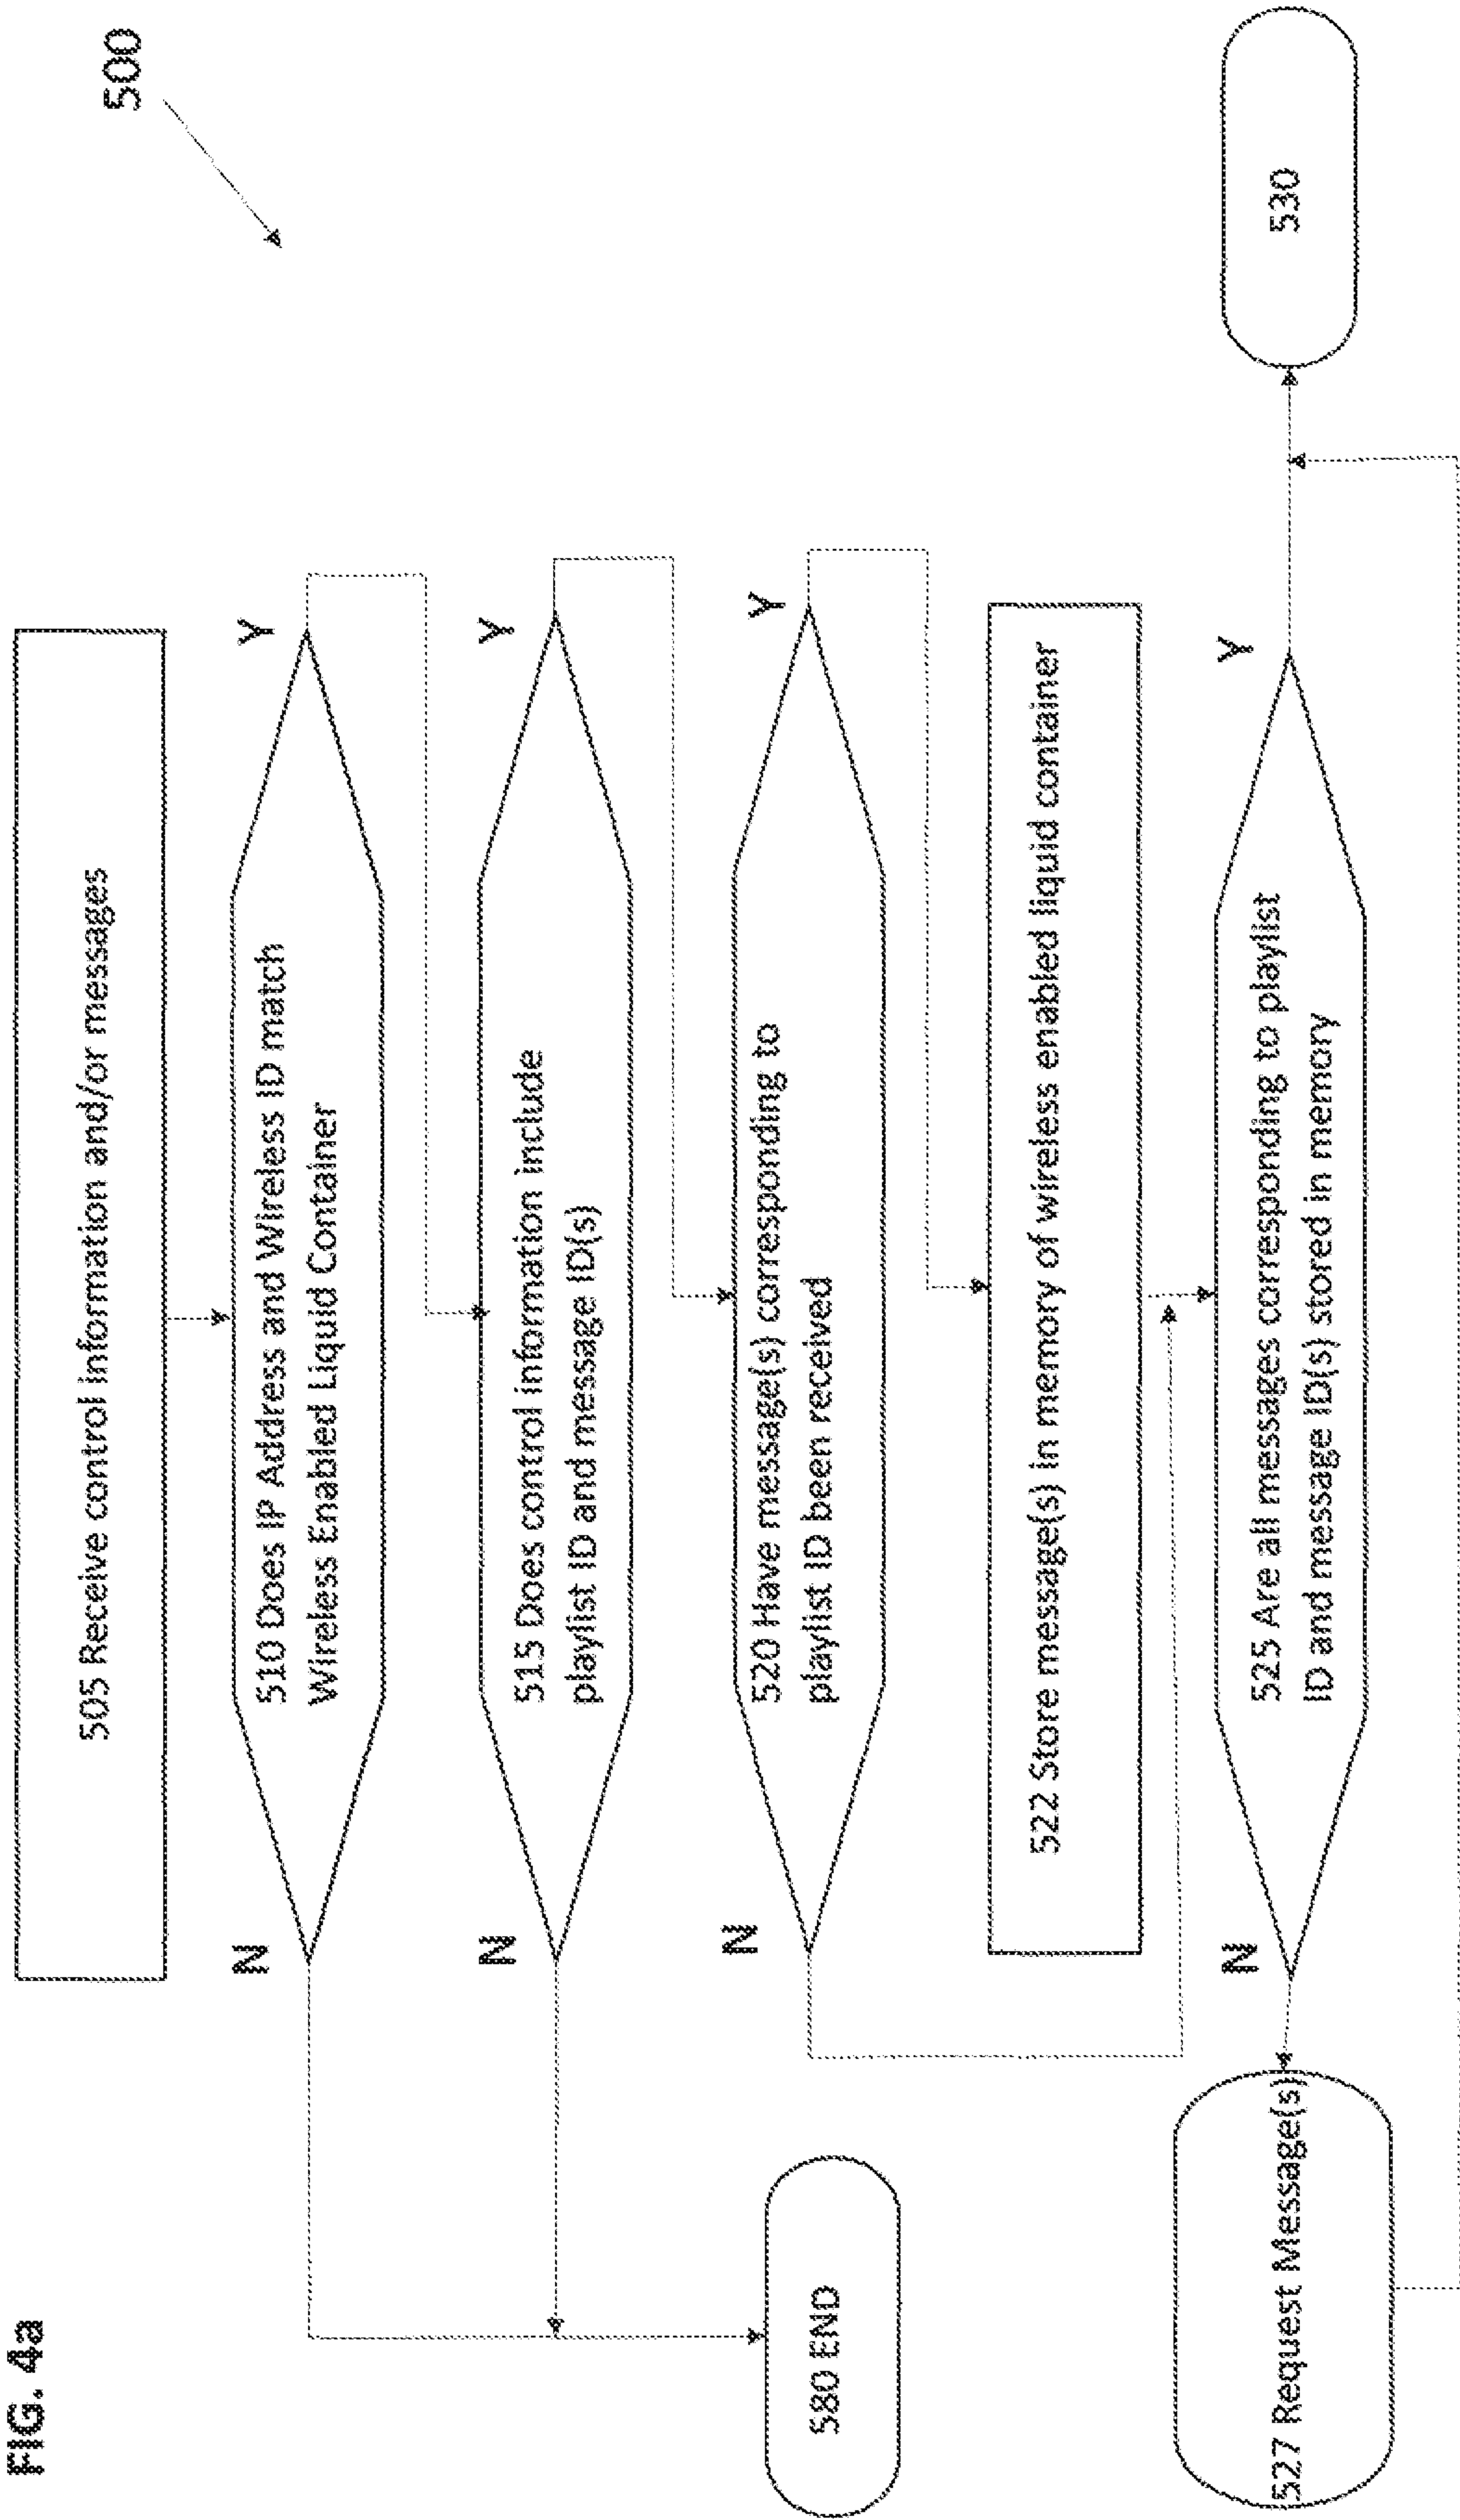 FIG. 4a
500
505 Receive control information and/or messages
N
Y
510 Does IP Address and Wireless ID match
Wireless Enabled Liquid Container
N
Y
515 Does control information include
playlist ID and message ID(s)
N
Y
520 Have message(s) corresponding to
playlist ID been received
580 END
522 Store message(s) in memory of wireless enabled liquid container
N
Y
525 Are all messages corresponding to playlist
ID and message ID(s) stored in memory
527 Request Message(s)
530